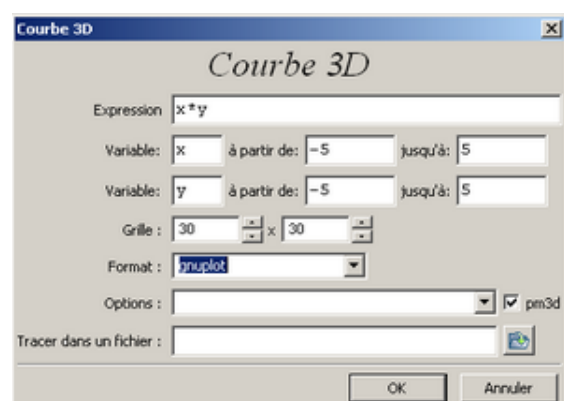 Courbe 3D
Courbe 3D
Expression x*y
Variable: x à partir de: -5 jusqu'à: 5
Variable: y à partir de: -5 jusqu'à: 5
Grille : 30 x 30
Format : gnuplot
Options : pm3d
Tracer dans un fichier :
OK Annuler